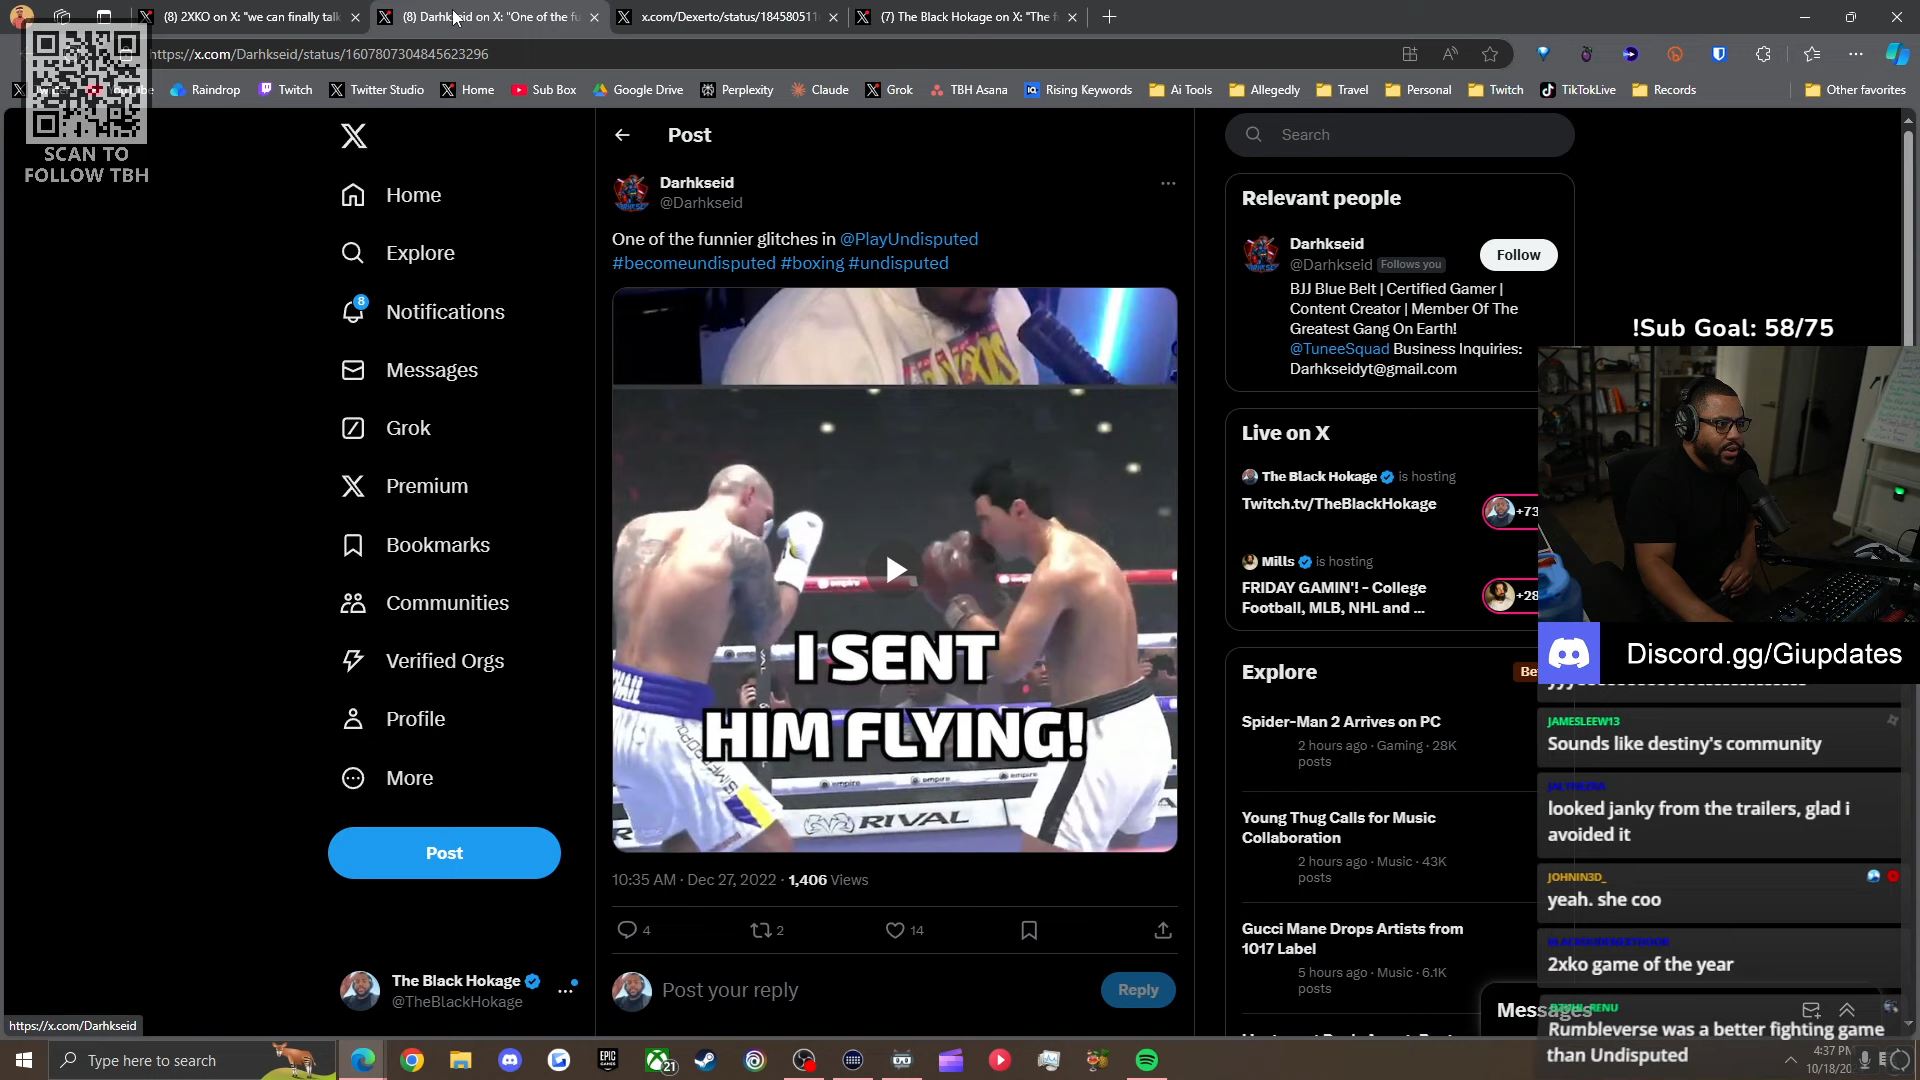 (8) 2XKO on X: "we can finally talk
(8) Darhkseid on X: "One of the fu
x.com/Dexerto/status/18458051
(7) The Black Hokage on X: "The f
https://x.com/Darhkseid/status/1607807304845623296
Raindrop
Twitch
Twitter Studio
Home
Sub Box
Google Drive
Perplexity
Claude
Grok
TBH Asana
Rising Keywords
Ai Tools
Allegedly
Travel
Personal
Twitch
TikTokLive
Records
Other favorites
SCAN TO
FOLLOW TBH
Home
Explore
8
Notifications
Messages
Grok
Premium
Bookmarks
Communities
Verified Orgs
Profile
More
Post
The Black Hokage
@TheBlackHokage
https://x.com/Darhkseid
Post
Darhkseid
@Darhkseid
One of the funnier glitches in @PlayUndisputed
#becomeundisputed #boxing #undisputed
I SENT
HIM FLYING!
empire
empire
empire
RIVAL
10:35 AM · Dec 27, 2022 · 1,406 Views
4
2
14
Post your reply
Reply
Search
Relevant people
Darhkseid
@Darhkseid Follows you
Follow
BJJ Blue Belt | Certified Gamer |
Content Creator | Member Of The
Greatest Gang On Earth!
@TuneeSquad Business Inquiries:
Darhkseidyt@gmail.com
Live on X
The Black Hokage is hosting
Twitch.tv/TheBlackHokage
+73
Mills is hosting
FRIDAY GAMIN'! - College
Football, MLB, NHL and ...
+28
Explore
Be
Spider-Man 2 Arrives on PC
2 hours ago · Gaming · 28K
posts
Young Thug Calls for Music
Collaboration
2 hours ago · Music · 43K
posts
Gucci Mane Drops Artists from
1017 Label
5 hours ago · Music · 6.1K
posts
Messages
!Sub Goal: 58/75
Discord.gg/Giupdates
JAMESLEEW13
Sounds like destiny's community
looked janky from the trailers, glad i
avoided it
JOHNIN3D_
yeah. she coo
2xko game of the year
Rumbleverse was a better fighting game
than Undisputed
Type here to search
EPIC
GAMES
21
4:37 P
10/18/20